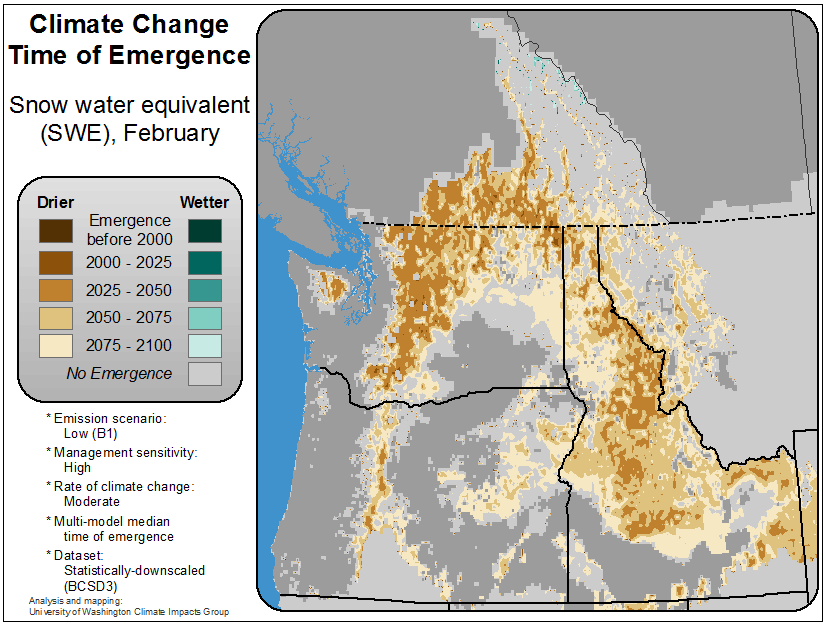 Climate Change
Time of Emergence
Snow water equivalent
(SWE), February
Drier Wetter
Emergence
before 2000
2000 - 2025
2025 - 2050
2050 - 2075
2075 - 2100
No Emergence
* Emission scenario:
Low (B1)
* Management sensitivity:
High
* Rate of climate change:
Moderate
* Multi-model median
time of emergence
* Dataset:
Statistically-downscaled
(BCSD3)
Analysis and mapping:
University of Washington Climate Impacts Group